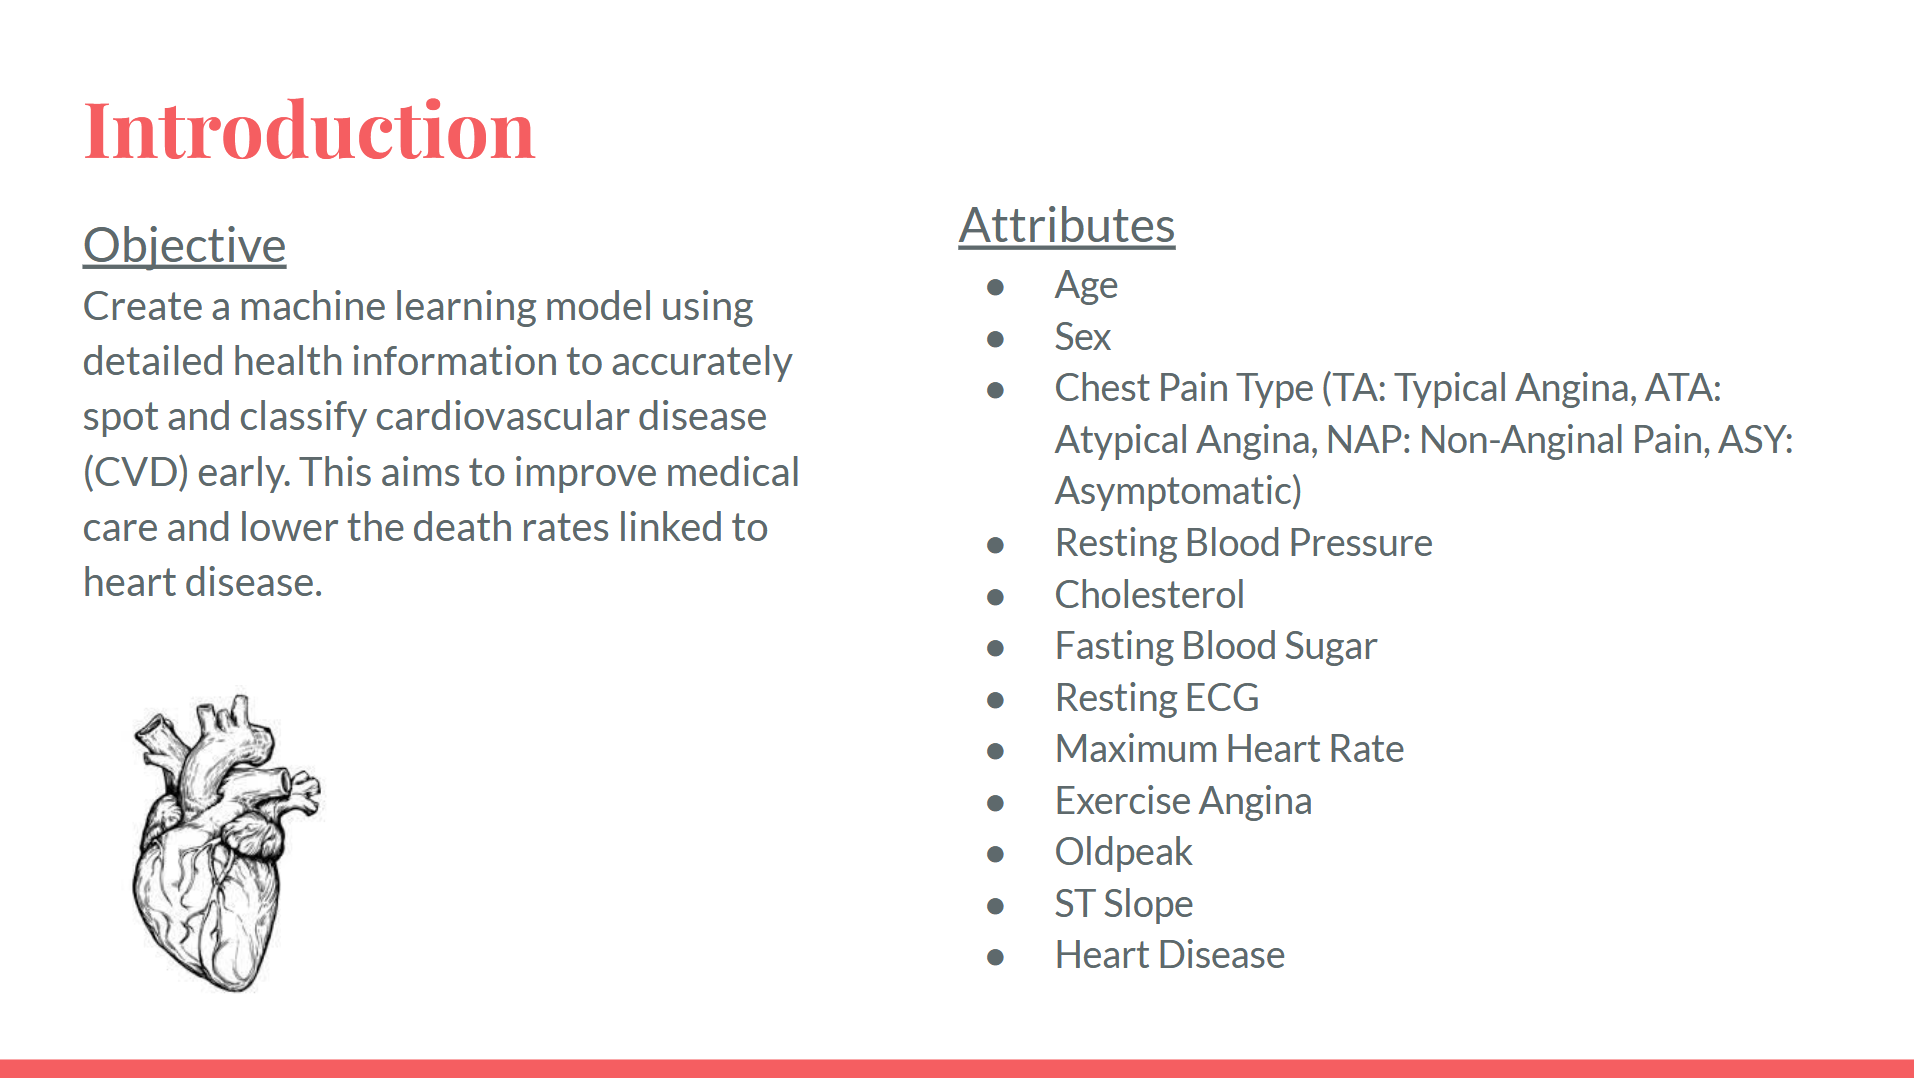 Introduction
Objective
Create a machine learning model using
detailed health information to accurately
spot and classify cardiovascular disease
(CVD) early. This aims to improve medical
care and lower the death rates linked to
heart disease.
Attributes
● Age
● Sex
● Chest Pain Type (TA: Typical Angina, ATA:
Atypical Angina, NAP: Non-Anginal Pain, ASY:
Asymptomatic)
● Resting Blood Pressure
● Cholesterol
● Fasting Blood Sugar
● Resting ECG
● Maximum Heart Rate
● Exercise Angina
● Oldpeak
● ST Slope
● Heart Disease